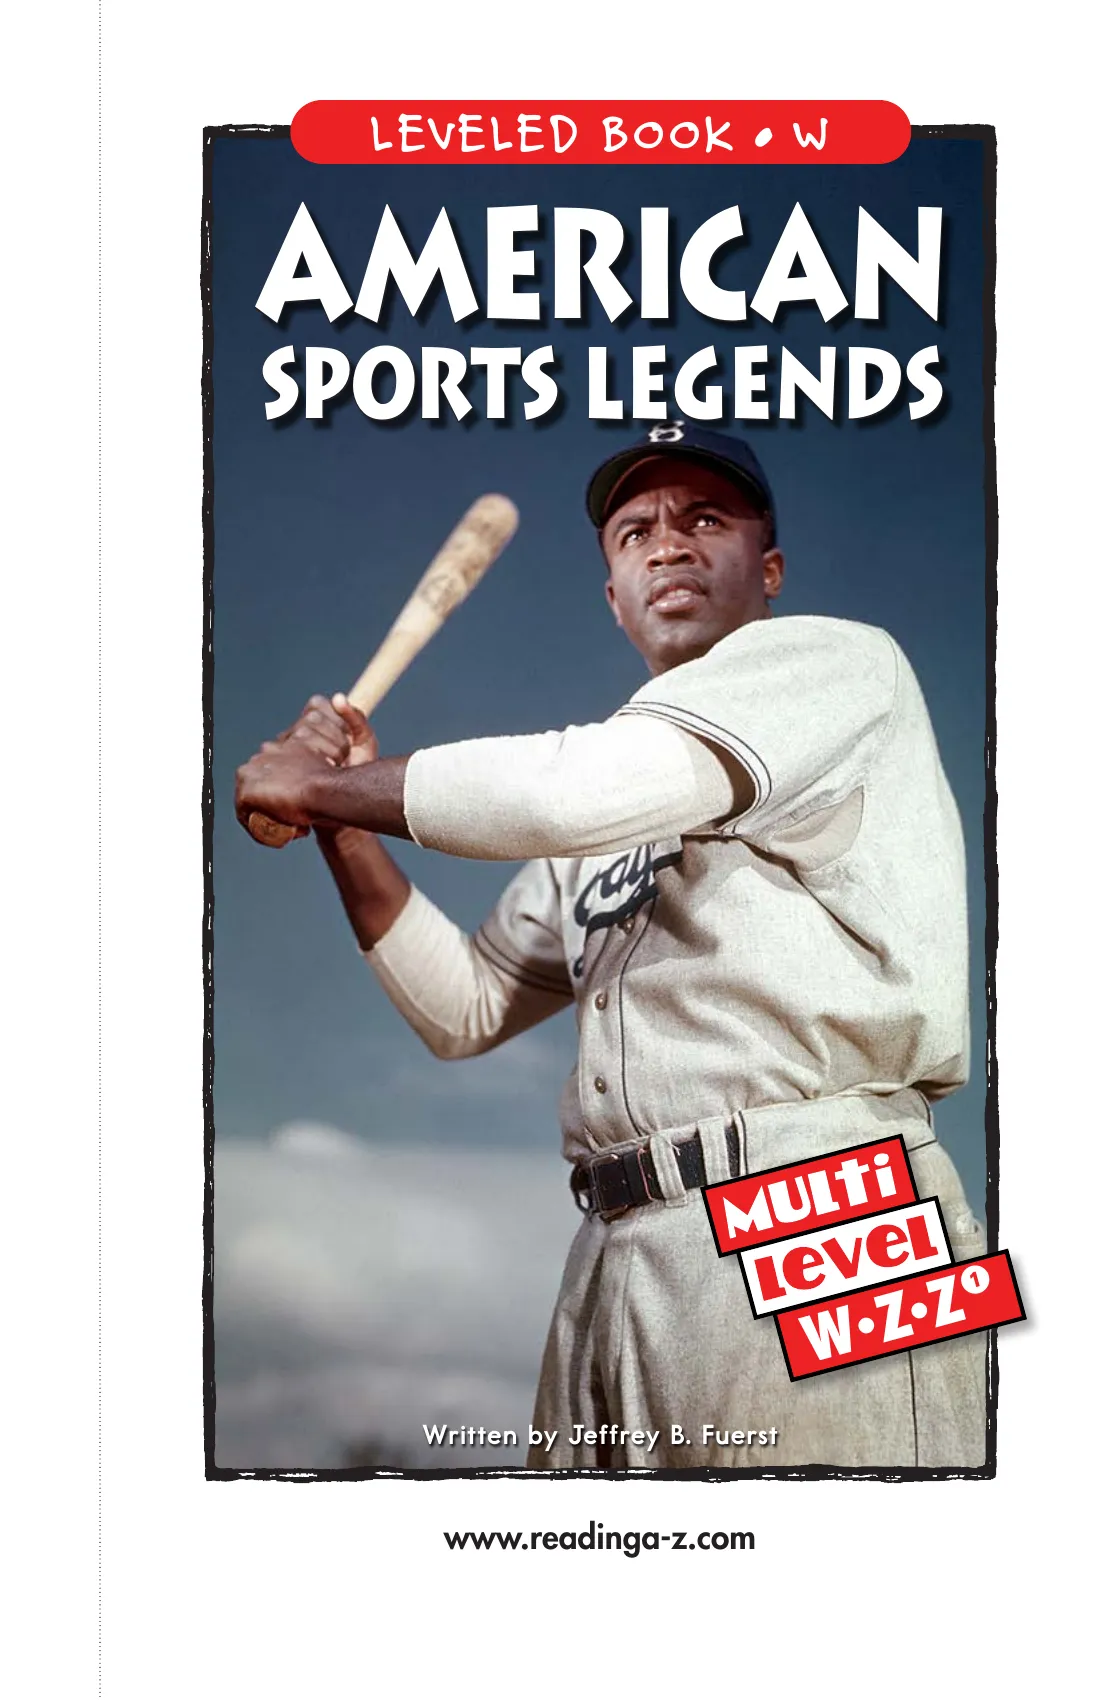 LEVELED BOOK • W
AMERICAN
SPORTS LEGENDS
B
MULTI
LEVEL
W•Z•Z¹
Written by Jeffrey B. Fuerst
www.readinga-z.com